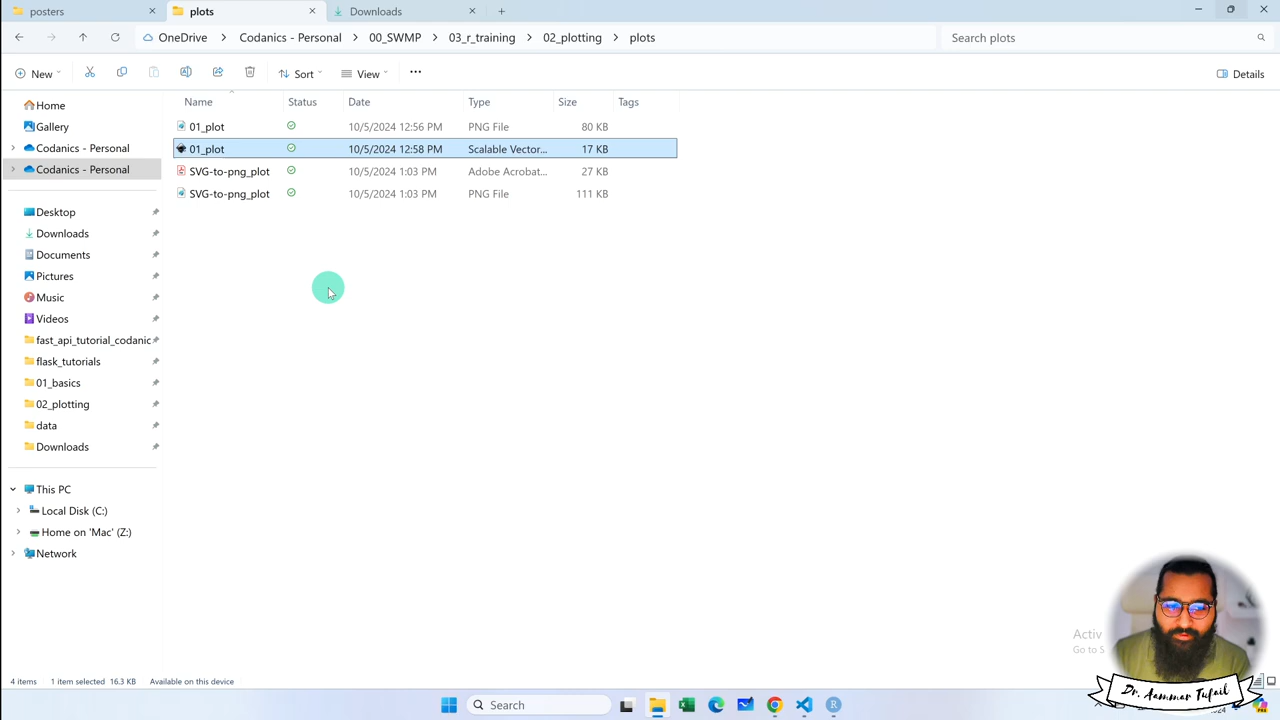 posters
plots
Downloads
OneDrive
Codanics - Personal
00_SWMP
03_r_training
02_plotting
plots
Search plots
New
Sort
View
Details
Name
Status
Date
Type
Size
Tags
01_plot 10/5/2024 12:56 PM PNG File 80 KB
01_plot 10/5/2024 12:58 PM Scalable Vector... 17 KB
SVG-to-png_plot 10/5/2024 1:03 PM Adobe Acrobat... 27 KB
SVG-to-png_plot 10/5/2024 1:03 PM PNG File 111 KB
Home
Gallery
Codanics - Personal
Codanics - Personal
Desktop
Downloads
Documents
Pictures
Music
Videos
fast_api_tutorial_codanic
flask_tutorials
01_basics
02_plotting
data
Downloads
This PC
Local Disk (C:)
Home on 'Mac' (Z:)
Network
4 items
1 item selected 16.3 KB
Available on this device
Activ
Go to S
Search
Dr. Aammar Tufail